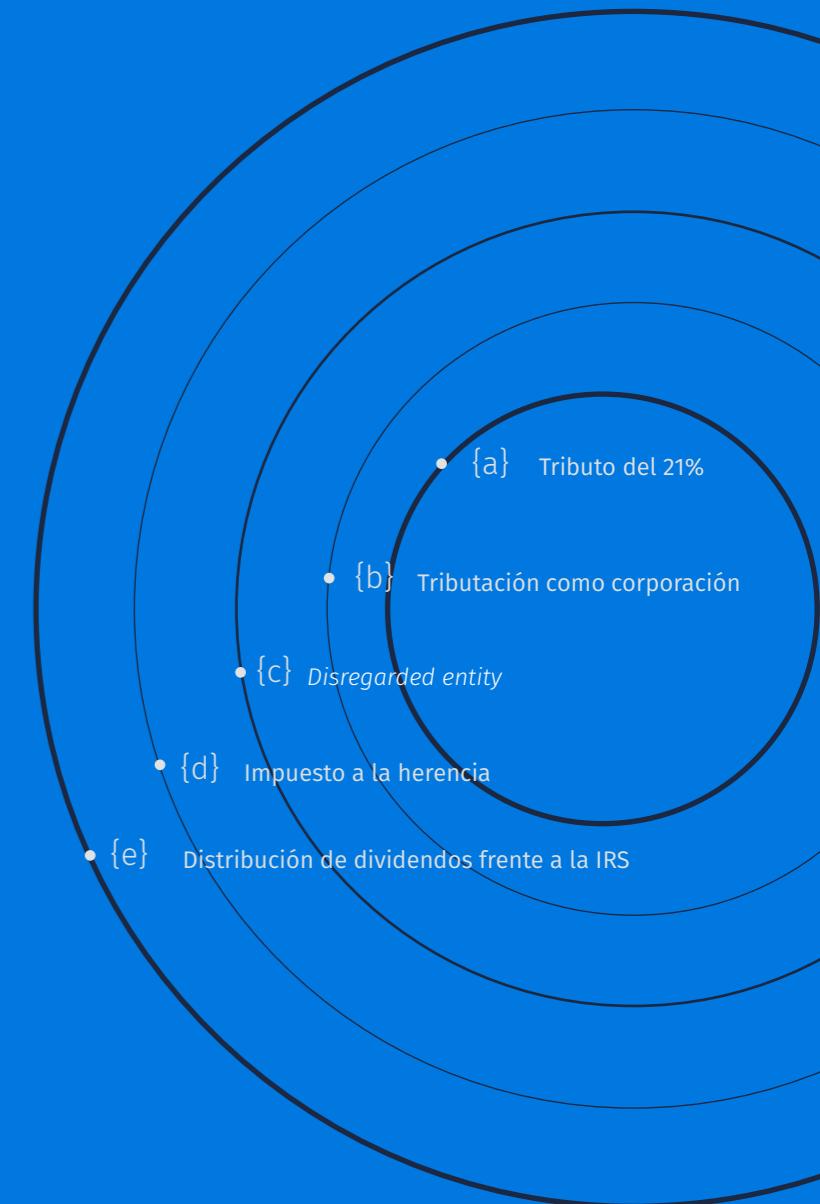 {a} Tributo del 21%
{b} Tributación como corporación
{c} Disregarded entity
{d} Impuesto a la herencia
{e} Distribución de dividendos frente a la IRS